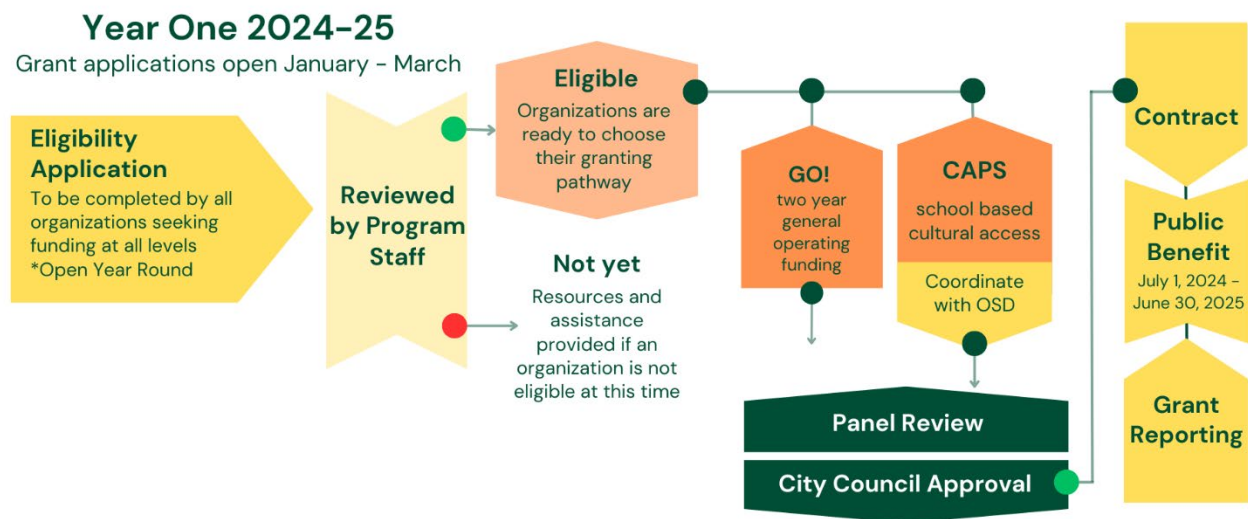 Year One 2024-25
Grant applications open January - March
Eligibility
Application
To be completed by all
organizations seeking
funding at all levels
*Open Year Round
Reviewed
by Program
Staff
Eligible
Organizations are
ready to choose
their granting
pathway
Not yet
Resources and
assistance
provided if an
organization is not
eligible at this time
GO!
two year
general
operating
funding
CAPS
school based
cultural access
Coordinate
with OSD
Panel Review
City Council Approval
Contract
Public
Benefit
July 1, 2024 -
June 30, 2025
Grant
Reporting